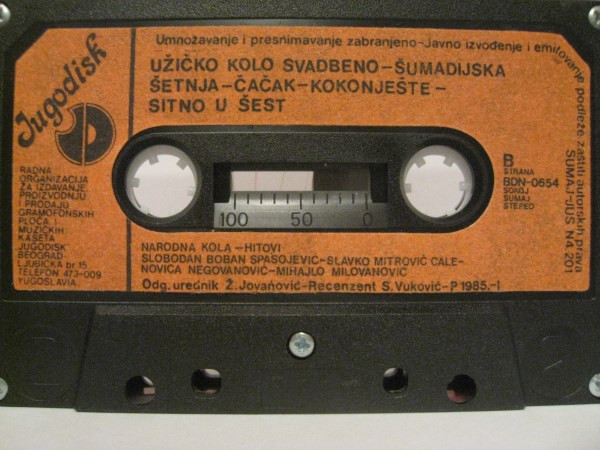 Jugodisk
Umnožavanje i presnimavanje zabranjeno-Javno izvođenje i emitovanje podleže zaštiti autorskih prava
UŽIČKO KOLO SVADBENO-ŠUMADIJSKA
ŠETNJA-ČAČAK-KOKONJEŠTE-
SITNO U ŠEST
RADNA
ORGANIZACIJA
ZA IZDAVANJE,
PROIZVODNJU
I PRODAJU
GRAMOFONSKIH
PLOČA I
MUZIČKIH
KASETA
JUGODISK
BEOGRAD
LJUBIČKA br 15
TELEFON 473-009
YUGOSLAVIA
B
STRANA
BDN-0654
SOKOJ
SUMAJ
STEREO
SUMAJ-JUS N4.201
100 50 0
NARODNA KOLA-HITOVI
SLOBODAN BOBAN SPASOJEVIĆ-SLAVKO MITROVIĆ CALE-
NOVICA NEGOVANOVIĆ-MIHAJLO MILOVANOVIĆ
Odg. urednik Ž. Jovanović-Recenzent S. Vuković-P 1985.-I